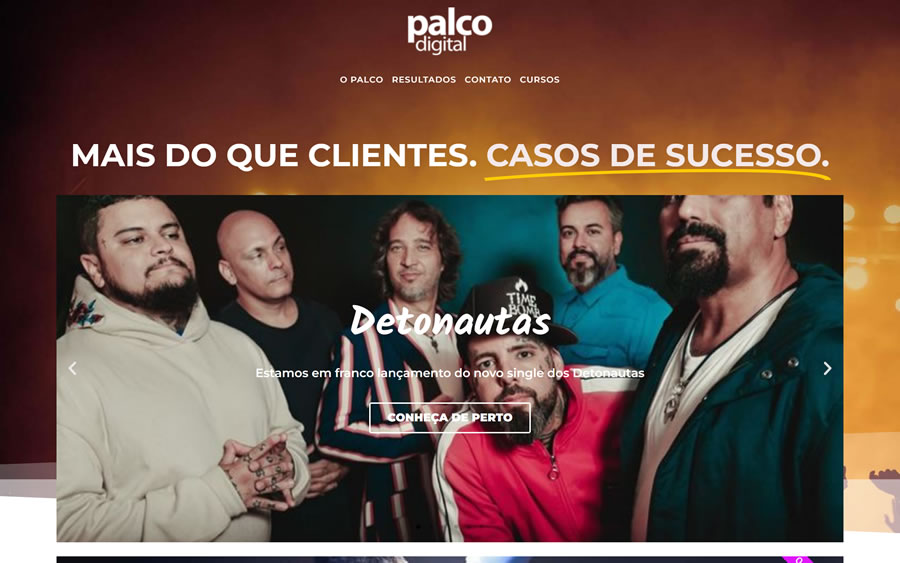 palco
digital
O PALCO RESULTADOS CONTATO CURSOS
MAIS DO QUE CLIENTES. CASOS DE SUCESSO.
TIME
BOMB
Detonautas
Estamos em franco lançamento do novo single dos Detonautas
CONHEÇA DE PERTO